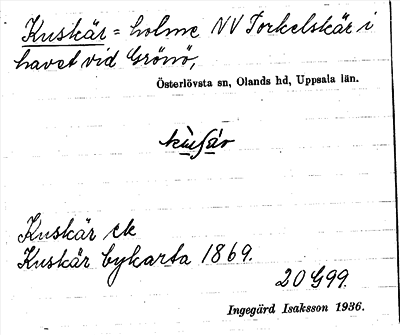 Kuskär = holme NV Torkelskär i
havet vid Grönö,
Österlövsta sn, Olands hd, Uppsala län.
Kuskär ek
Kuskär bykarta 1869.
20 G 99.
Ingegärd Isaksson 1936.